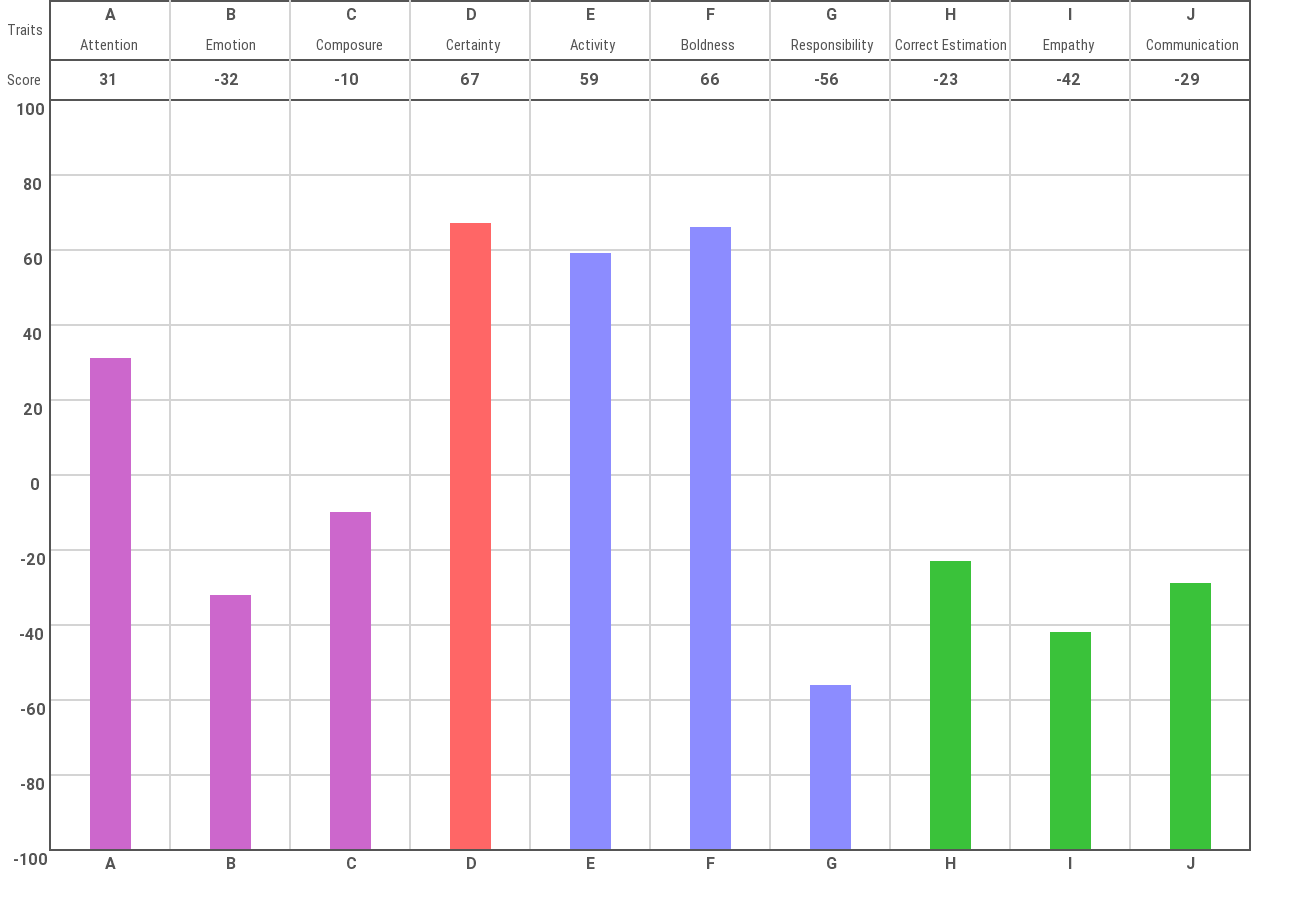 A B C D E F G H I J
Traits Attention Emotion Composure Certainty Activity Boldness Responsibility Correct Estimation Empathy Communication
Score 31 -32 -10 67 59 66 -56 -23 -42 -29
100
80
60
40
20
0
-20
-40
-60
-80
-100
A B C D E F G H I J